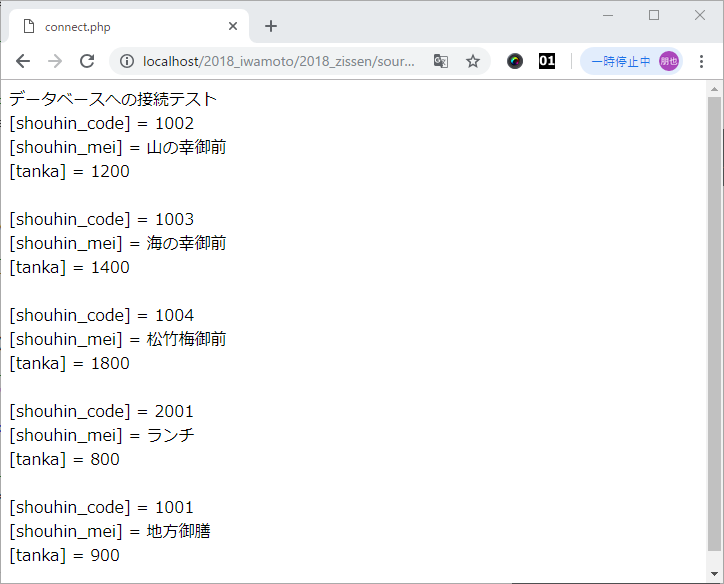 connect.php
localhost/2018_iwamoto/2018_zissen/sour...
01
一時停止中
朋也
データベースへの接続テスト
[shouhin_code] = 1002
[shouhin_mei] = 山の幸御前
[tanka] = 1200
[shouhin_code] = 1003
[shouhin_mei] = 海の幸御前
[tanka] = 1400
[shouhin_code] = 1004
[shouhin_mei] = 松竹梅御前
[tanka] = 1800
[shouhin_code] = 2001
[shouhin_mei] = ランチ
[tanka] = 800
[shouhin_code] = 1001
[shouhin_mei] = 地方御膳
[tanka] = 900